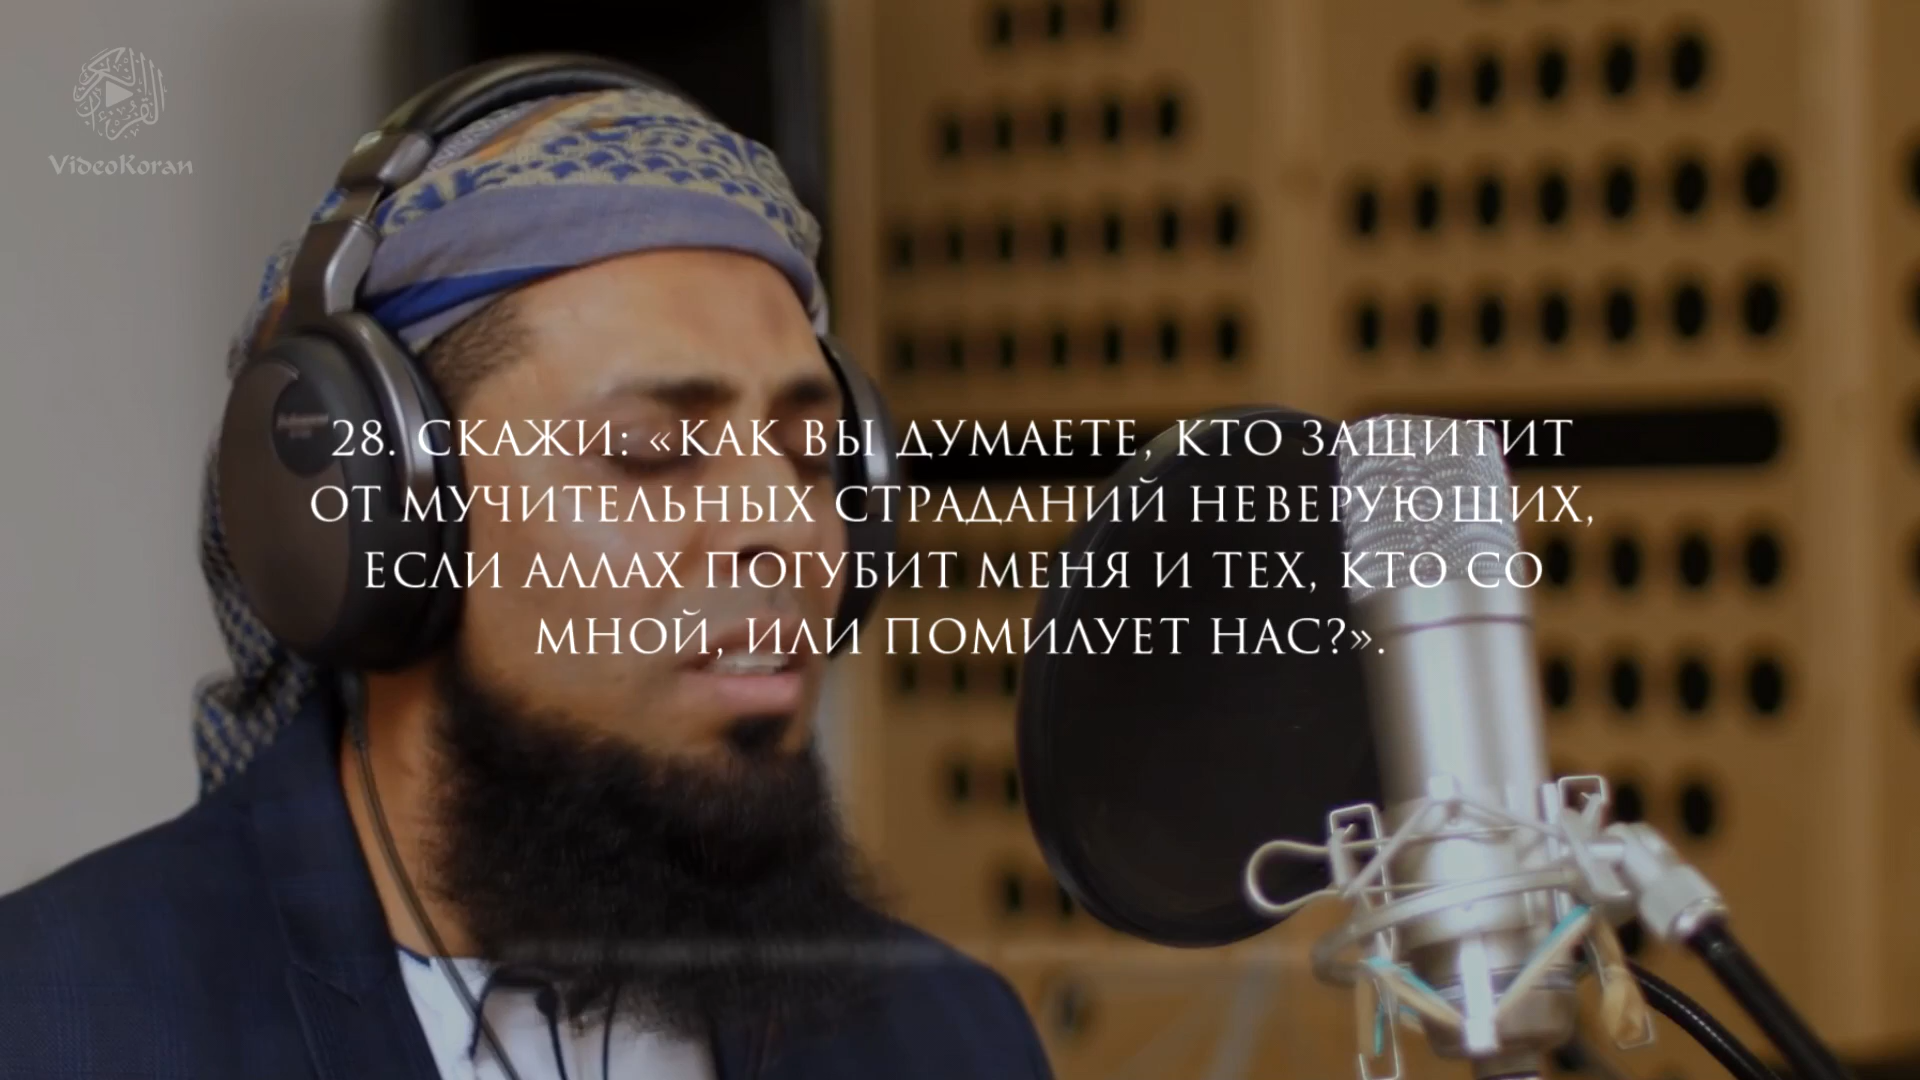 VideoKoran
28. СКАЖИ: «КАК ВЫ ДУМАЕТЕ, КТО ЗАЩИТИТ
ОТ МУЧИТЕЛЬНЫХ СТРАДАНИЙ НЕВЕРУЮЩИХ,
ЕСЛИ АЛЛАХ ПОГУБИТ МЕНЯ И ТЕХ, КТО СО
МНОЙ, ИЛИ ПОМИЛУЕТ НАС?».